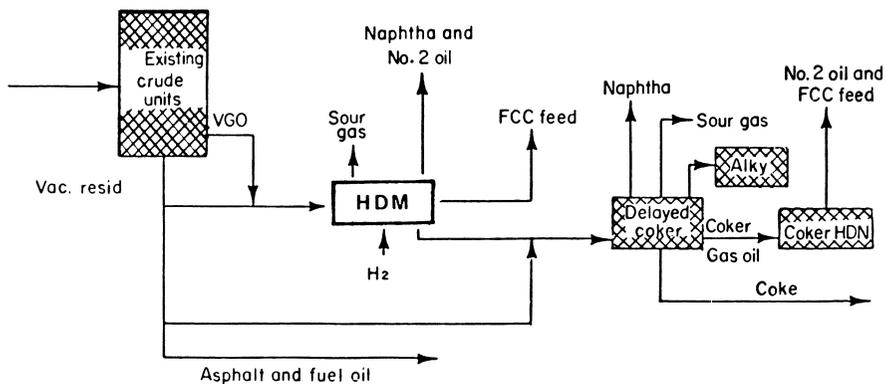 Existing
crude
units
VGO
Vac. resid
Naphtha and
No. 2 oil
Sour
gas
FCC feed
HDM
H2
Asphalt and fuel oil
Naphtha
Sour gas
Alky
Delayed
coker
Coker
Gas oil
No. 2 oil and
FCC feed
Coker HDN
Coke